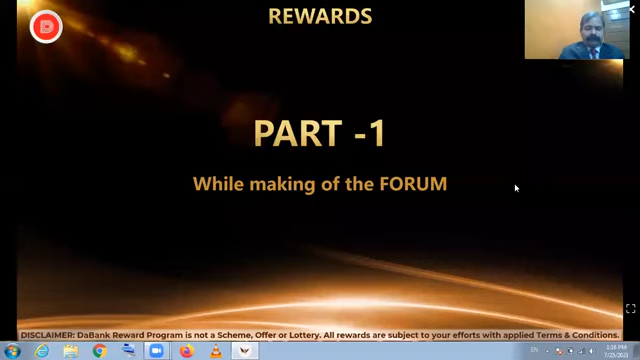 REWARDS
D
PART -1
While making of the FORUM
DISCLAIMER: DaBank Reward Program is not a Scheme, Offer or Lottery. All rewards are subject to your efforts with applied Terms & Conditions.
EN